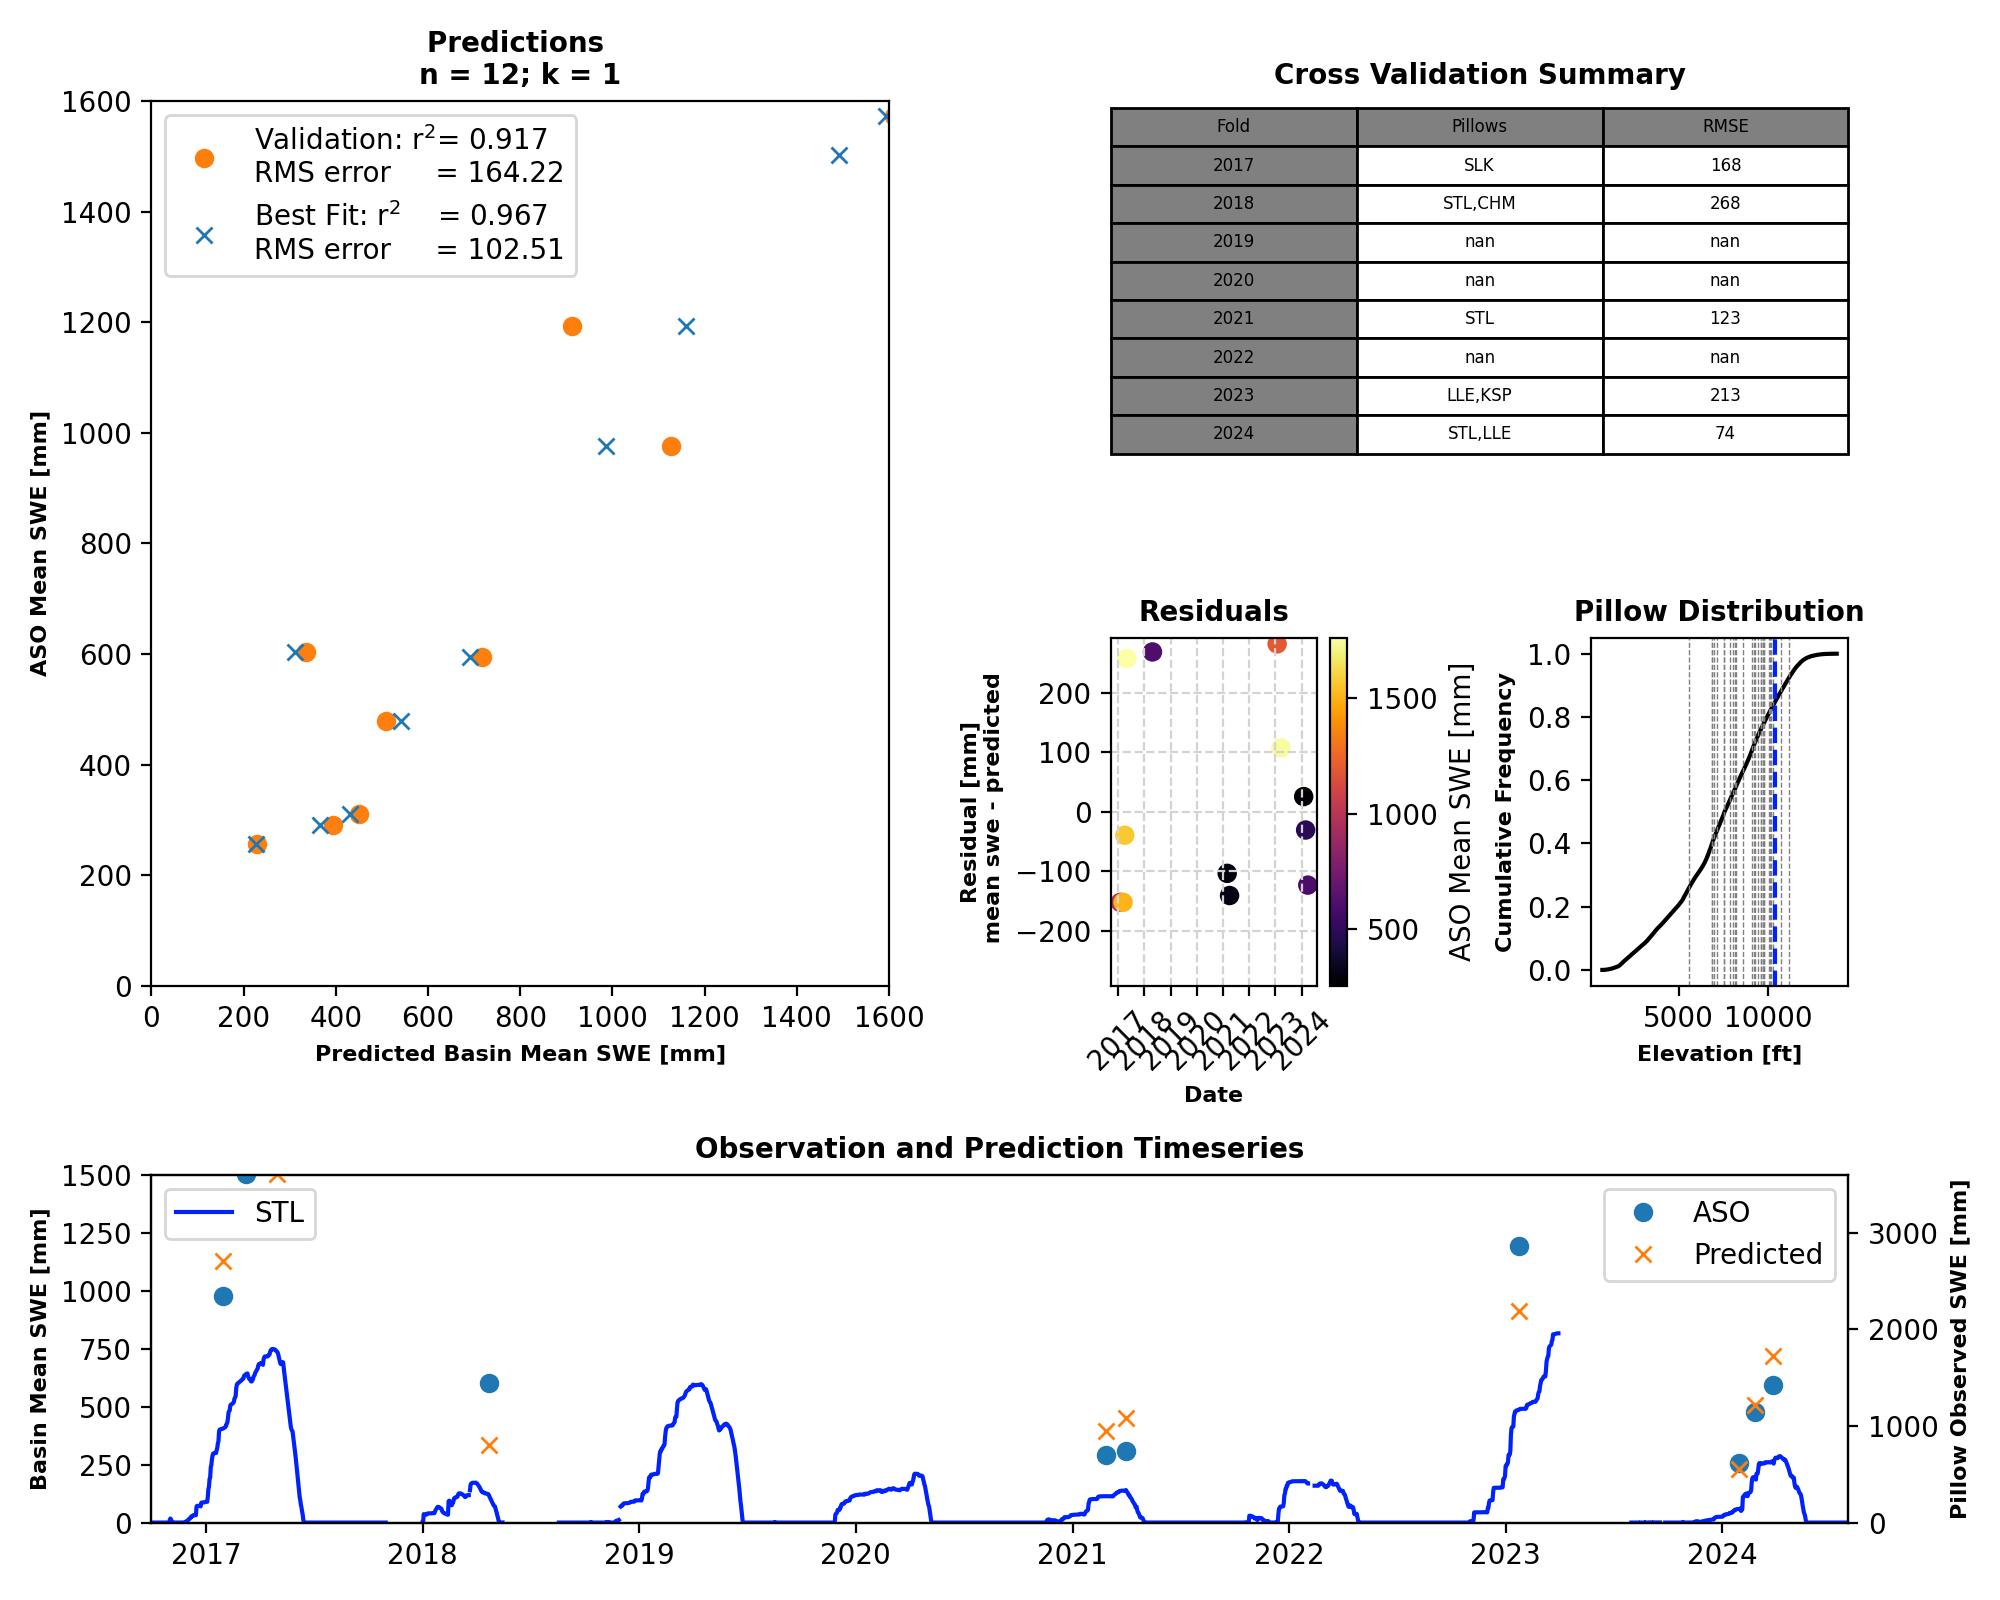 Predictions
n = 12; k = 1
1600
1400
1200
1000
800
600
400
200
0
ASO Mean SWE [mm]
Validation: r²= 0.917
RMS error = 164.22
Best Fit: r² = 0.967
RMS error = 102.51
0 200 400 600 800 1000 1200 1400 1600
Predicted Basin Mean SWE [mm]
Cross Validation Summary
Fold Pillows RMSE
2017 SLK 168
2018 STL,CHM 268
2019 nan nan
2020 nan nan
2021 STL 123
2022 nan nan
2023 LLE,KSP 213
2024 STL,LLE 74
Residuals
Residual [mm]
mean swe - predicted
200
100
0
−100
−200
2017 2018 2019 2020 2021 2022 2023 2024
Date
1500
1000
500
ASO Mean SWE [mm]
Pillow Distribution
Cumulative Frequency
1.0
0.8
0.6
0.4
0.2
0.0
5000 10000
Elevation [ft]
Observation and Prediction Timeseries
Basin Mean SWE [mm]
1500
1250
1000
750
500
250
0
STL
ASO
Predicted
3000
2000
1000
0
Pillow Observed SWE [mm]
2017 2018 2019 2020 2021 2022 2023 2024